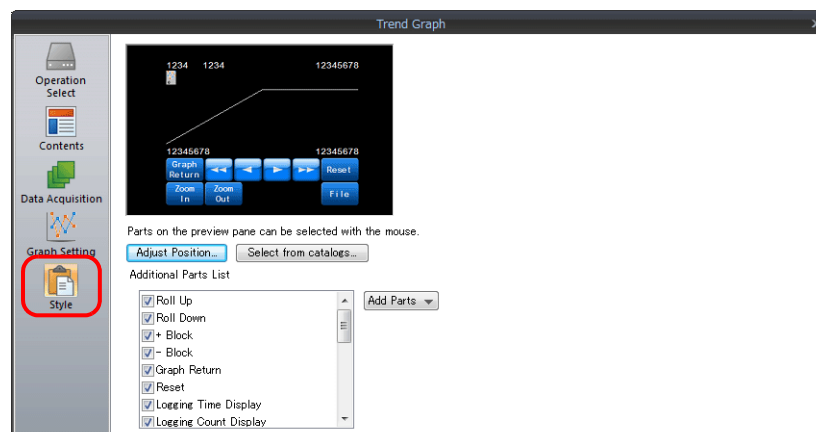 Trend Graph
Operation
Select
Contents
Data Acquisition
Graph Setting
Style
1234 1234 12345678
12345678 12345678
Graph
Return
Reset
Zoom
In
Zoom
Out
File
Parts on the preview pane can be selected with the mouse.
Adjust Position... Select from catalogs...
Additional Parts List
Roll Up
Roll Down
+ Block
- Block
Graph Return
Reset
Logging Time Display
Logging Count Display
Add Parts